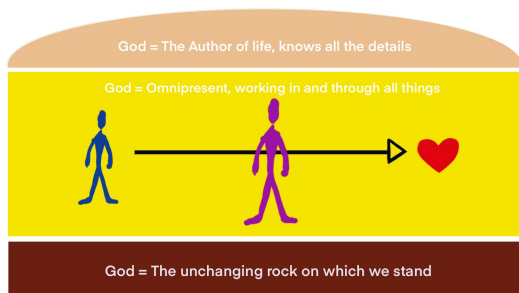 God = The Author of life, knows all the details
God = Omnipresent, working in and through all things
God = The unchanging rock on which we stand